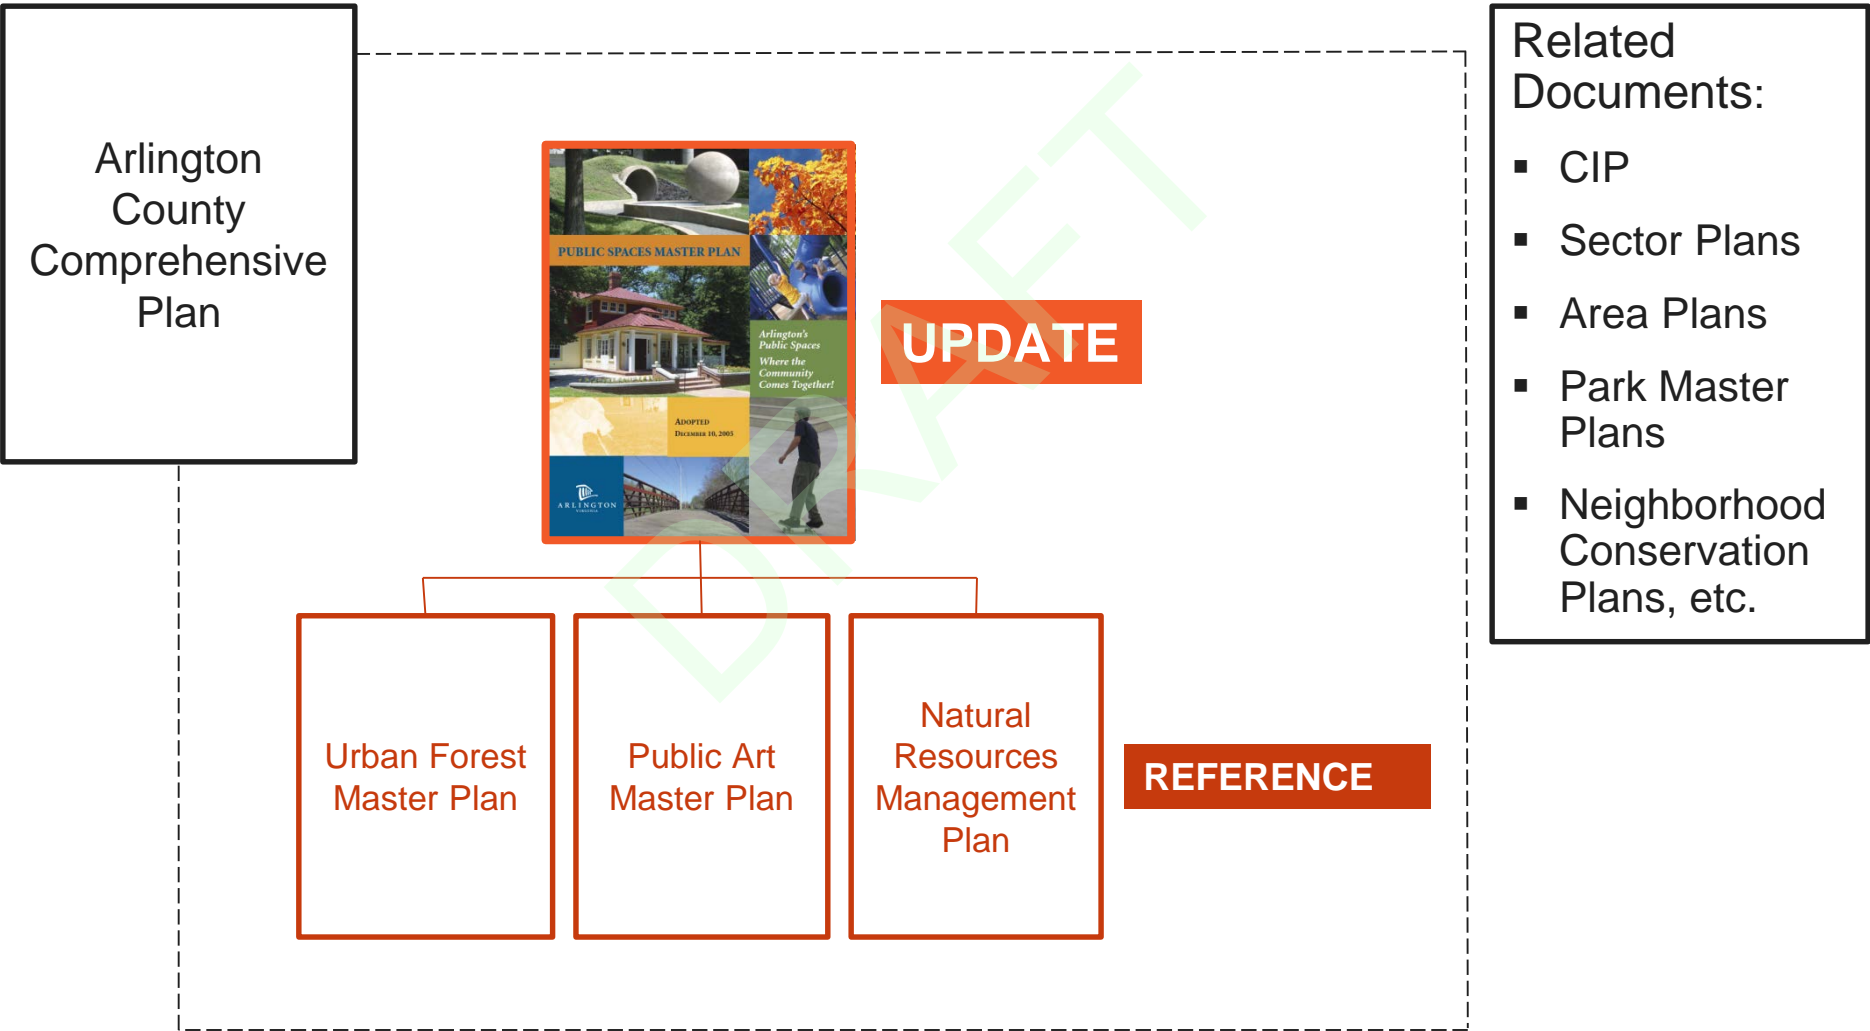 Arlington
County
Comprehensive
Plan
PUBLIC SPACES MASTER PLAN
Arlington's
Public Spaces
Where the
Community
Comes Together!
ADOPTED
DECEMBER 10, 2005
ARLINGTON
VIRGINIA
UPDATE
DRAFT
Urban Forest
Master Plan
Public Art
Master Plan
Natural
Resources
Management
Plan
REFERENCE
Related
Documents:
▪ CIP
▪ Sector Plans
▪ Area Plans
▪ Park Master
Plans
▪ Neighborhood
Conservation
Plans, etc.